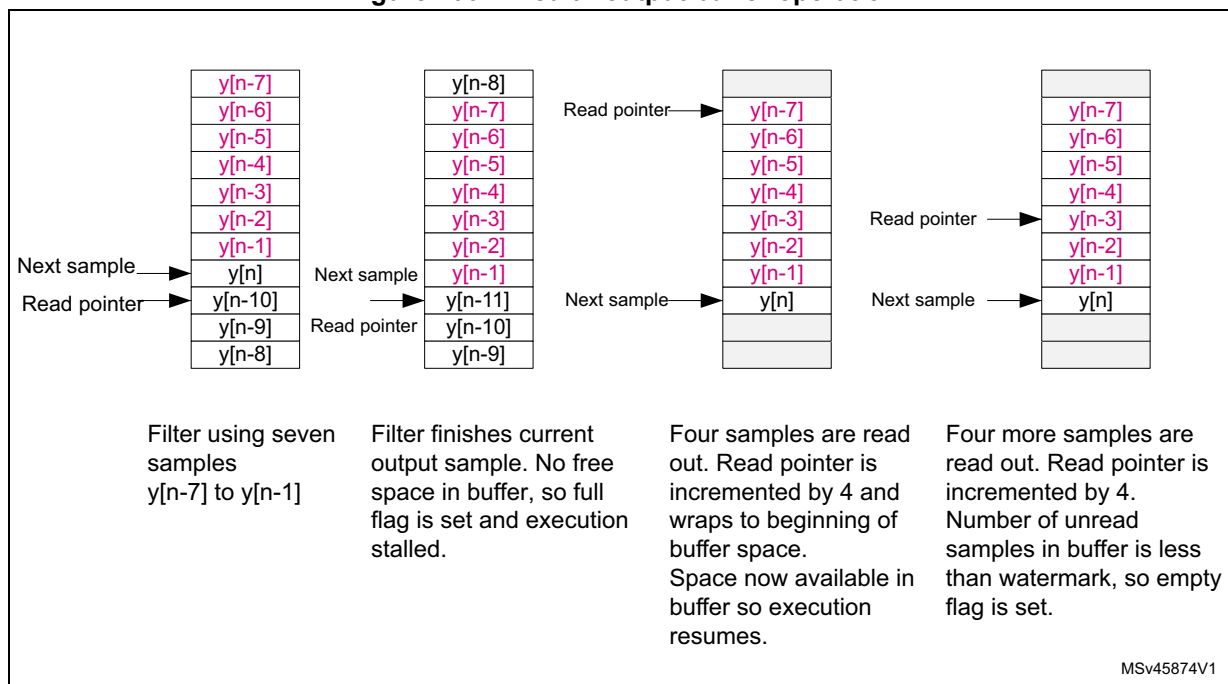 y[n-7]
y[n-6]
y[n-5]
y[n-4]
y[n-3]
y[n-2]
y[n-1]
y[n]
y[n-10]
y[n-9]
y[n-8]
Next sample
Read pointer
Filter using seven
samples
y[n-7] to y[n-1]
y[n-8]
y[n-7]
y[n-6]
y[n-5]
y[n-4]
y[n-3]
y[n-2]
y[n-1]
y[n-11]
y[n-10]
y[n-9]
Next sample
Read pointer
Filter finishes current
output sample. No free
space in buffer, so full
flag is set and execution
stalled.
Read pointer
y[n-7]
y[n-6]
y[n-5]
y[n-4]
y[n-3]
y[n-2]
y[n-1]
Next sample
y[n]
Four samples are read
out. Read pointer is
incremented by 4 and
wraps to beginning of
buffer space.
Space now available in
buffer so execution
resumes.
y[n-7]
y[n-6]
y[n-5]
y[n-4]
Read pointer
y[n-3]
y[n-2]
y[n-1]
Next sample
y[n]
Four more samples are
read out. Read pointer is
incremented by 4.
Number of unread
samples in buffer is less
than watermark, so empty
flag is set.
MSv45874V1